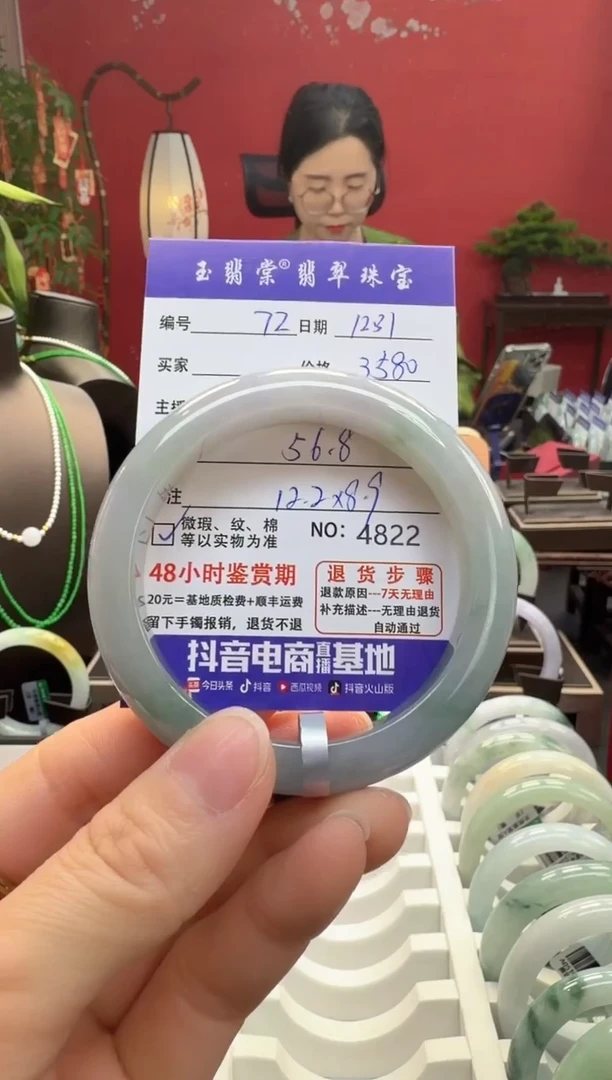 玉翡棠®翡翠珠宝
编号 72 日期 1231
买家 价格 3580
主播
56.8
注 12.2x8.9
微瑕、纹、棉
等以实物为准
NO: 4822
48小时鉴赏期
20元=基地质检费+顺丰运费
留下手镯报销，退货不退
退货步骤
退款原因---7天无理由
补充描述---无理由退货
自动通过
抖音电商直播基地
头条 今日头条 抖音 西瓜视频 抖音火山版